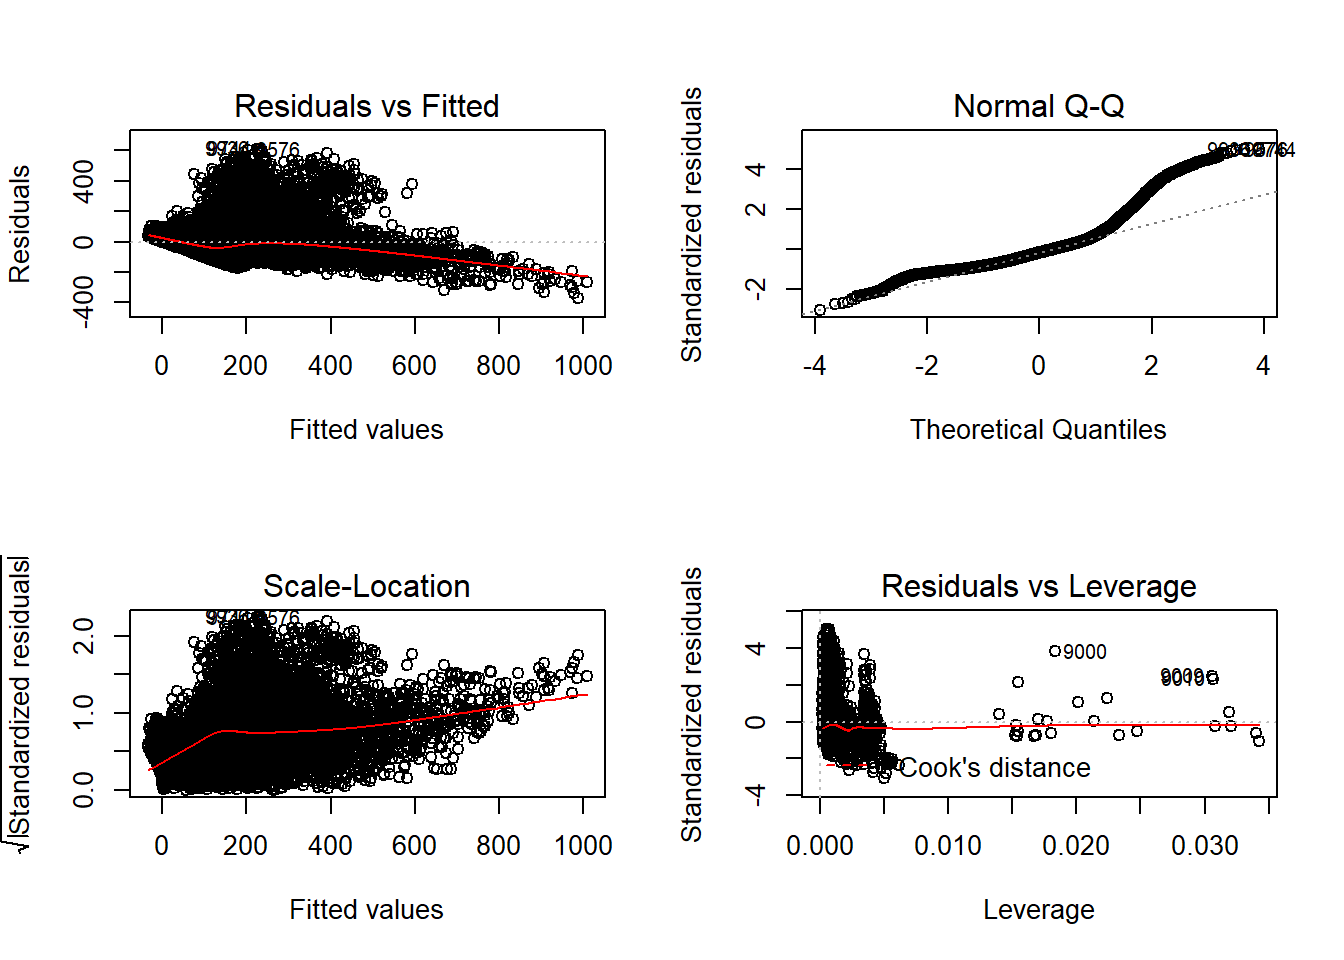 Residuals vs Fitted
Residuals
400
0
-400
0 200 400 600 800 1000
Fitted values
Normal Q-Q
Standardized residuals
4
2
-2
-4 -2 0 2 4
Theoretical Quantiles
Scale-Location
√|Standardized residuals|
2.0
1.0
0.0
0 200 400 600 800 1000
Fitted values
Residuals vs Leverage
Standardized residuals
4
0
-4
9000
Cook's distance
0.000 0.010 0.020 0.030
Leverage